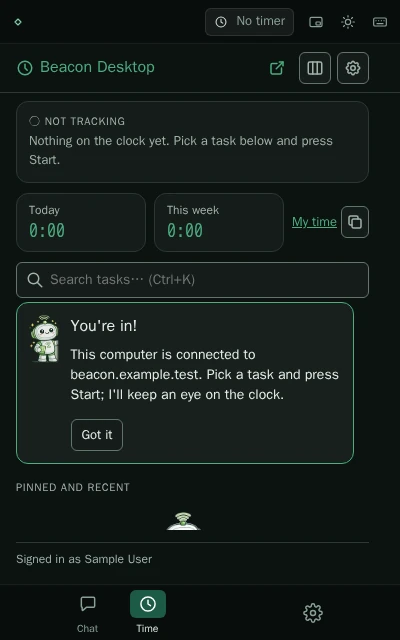 No timer
Beacon Desktop
NOT TRACKING
Nothing on the clock yet. Pick a task below and press
Start.
Today
0:00
This week
0:00
My time
Search tasks··· (Ctrl+K)
You're in!
This computer is connected to
beacon.example.test. Pick a task and press
Start; I'll keep an eye on the clock.
Got it
PINNED AND RECENT
Signed in as Sample User
Chat
Time